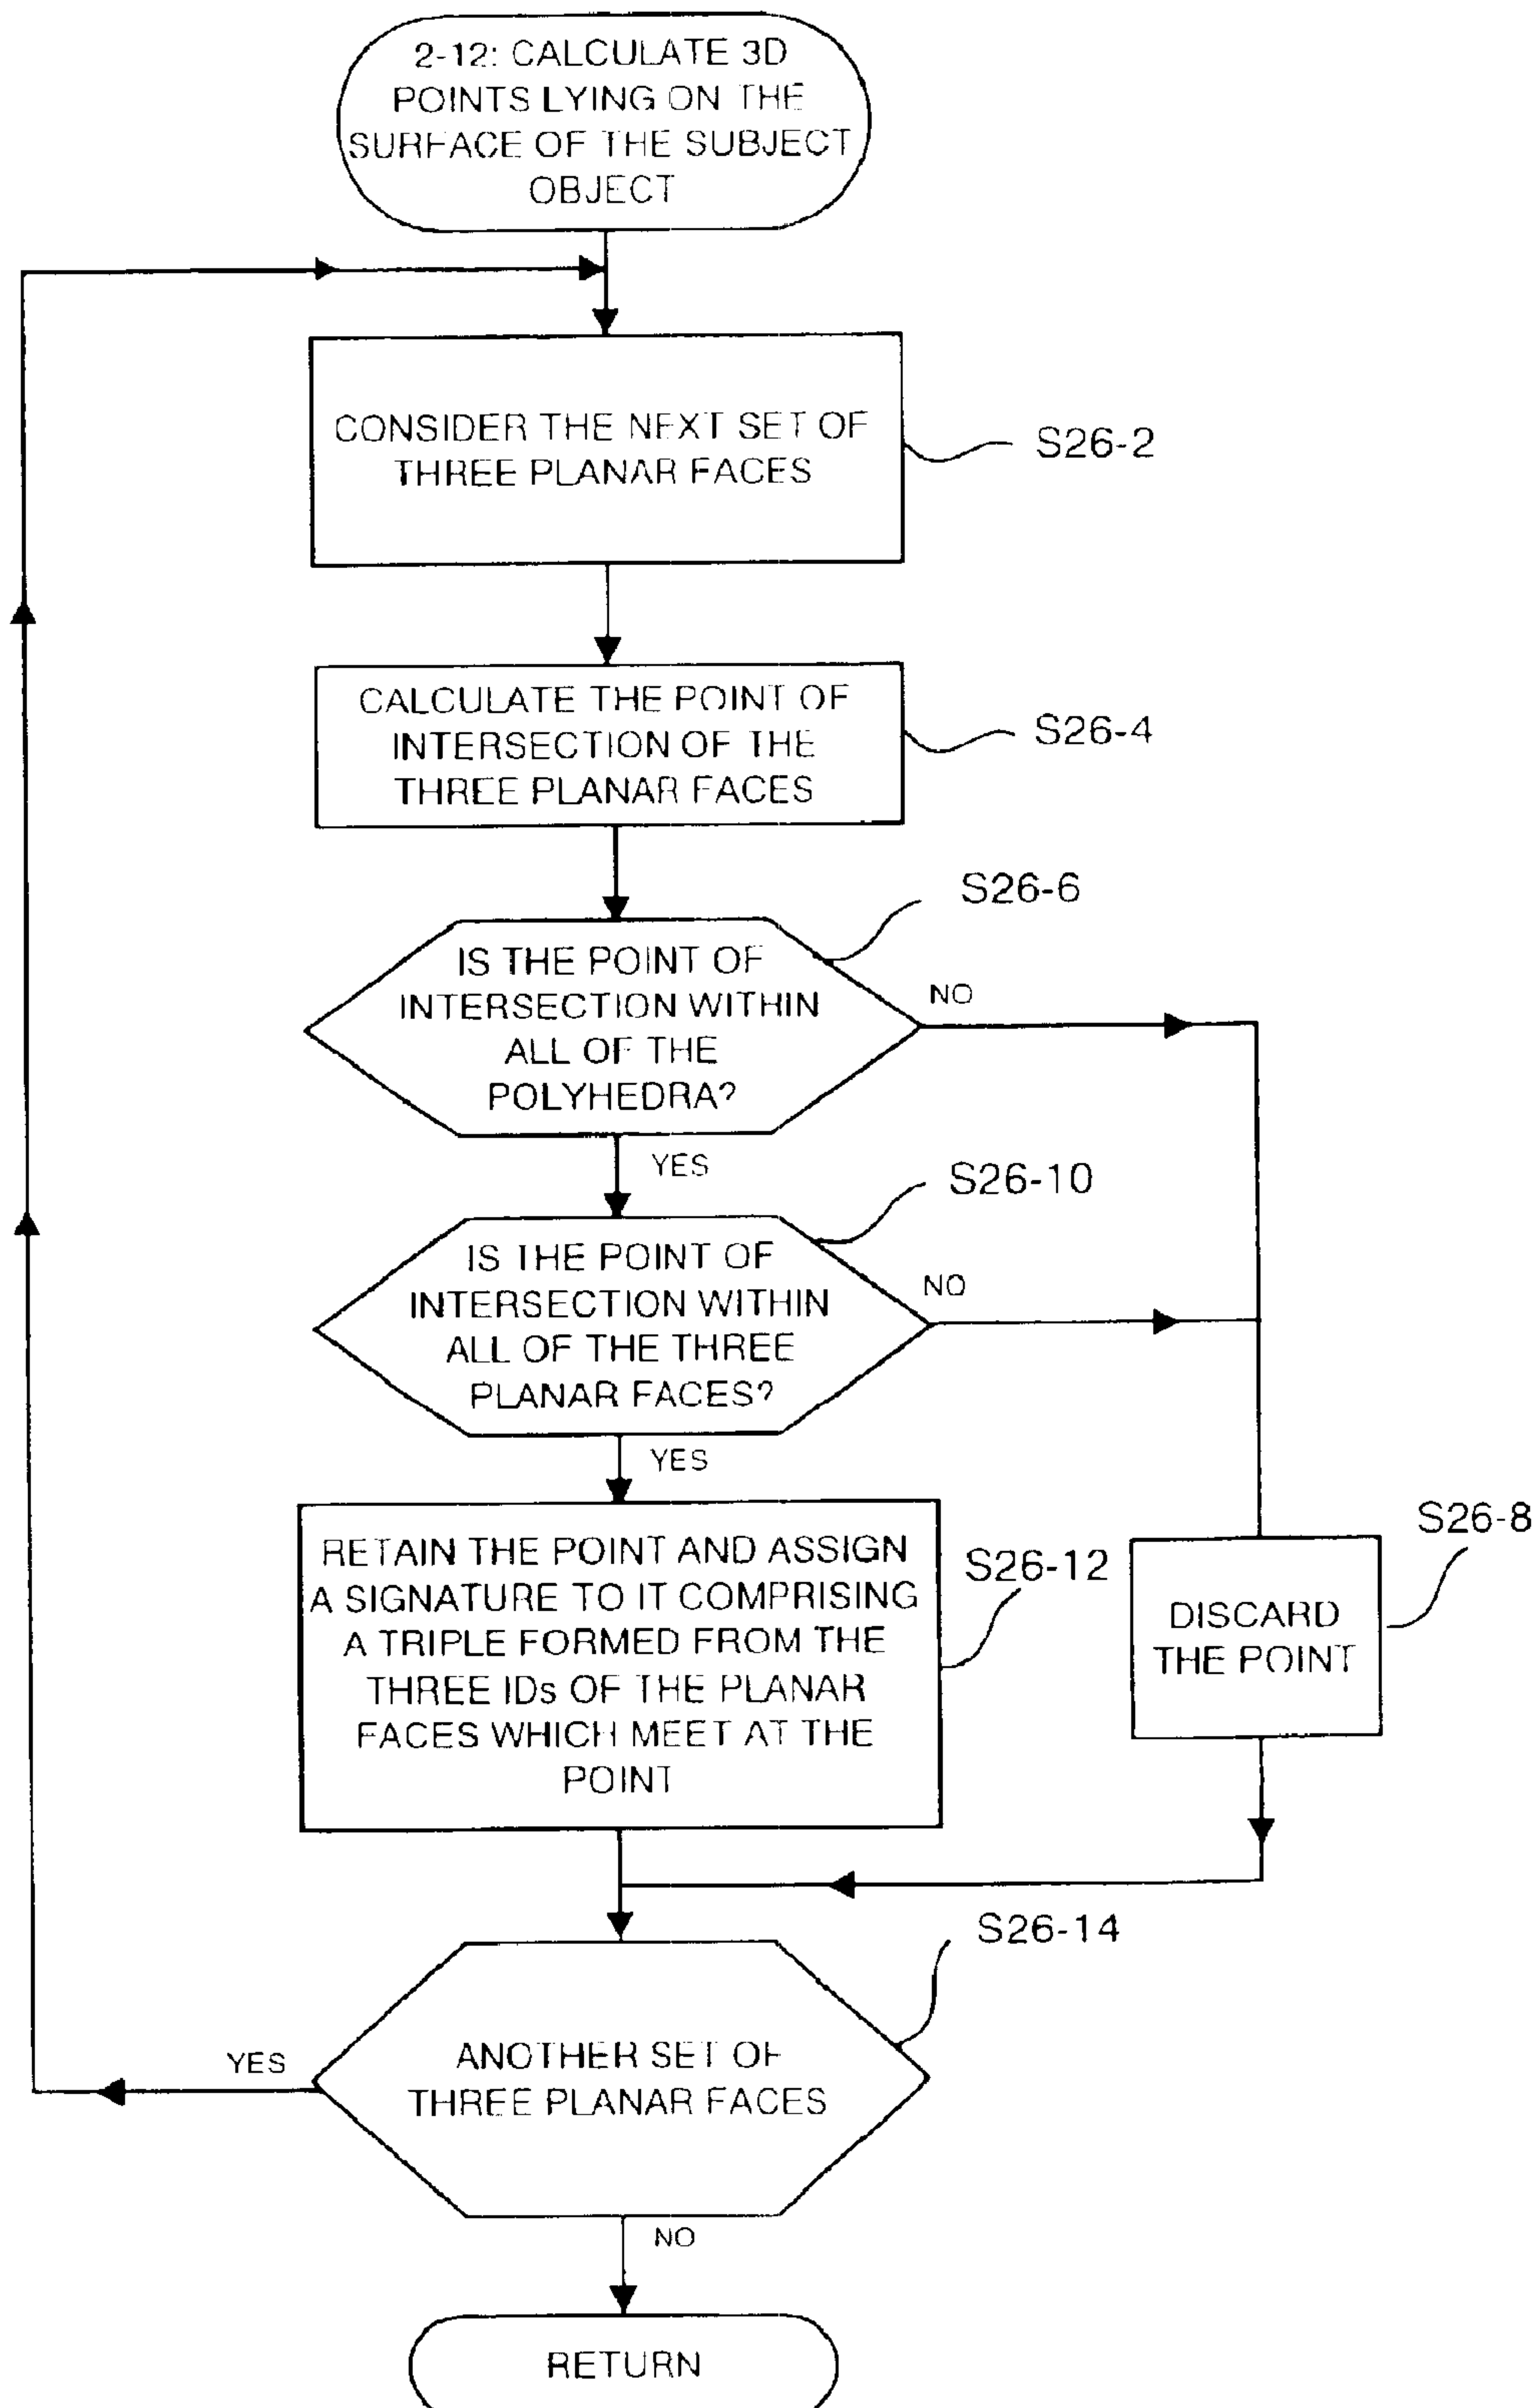 2-12: CALCULATE 3D
POINTS LYING ON THE
SURFACE OF THE SUBJECT
OBJECT
CONSIDER THE NEXT SET OF
THREE PLANAR FACES
S26-2
CALCULATE THE POINT OF
INTERSECTION OF THE
THREE PLANAR FACES
S26-4
S26-6
IS THE POINT OF
INTERSECTION WITHIN
ALL OF THE
POLYHEDRA?
NO
YES
S26-10
IS THE POINT OF
INTERSECTION WITHIN
ALL OF THE THREE
PLANAR FACES?
NO
YES
RETAIN THE POINT AND ASSIGN
A SIGNATURE TO IT COMPRISING
A TRIPLE FORMED FROM THE
THREE IDs OF THE PLANAR
FACES WHICH MEET AT THE
POINT
S26-12
S26-8
DISCARD
THE POINT
S26-14
ANOTHER SET OF
THREE PLANAR FACES
YES
NO
RETURN